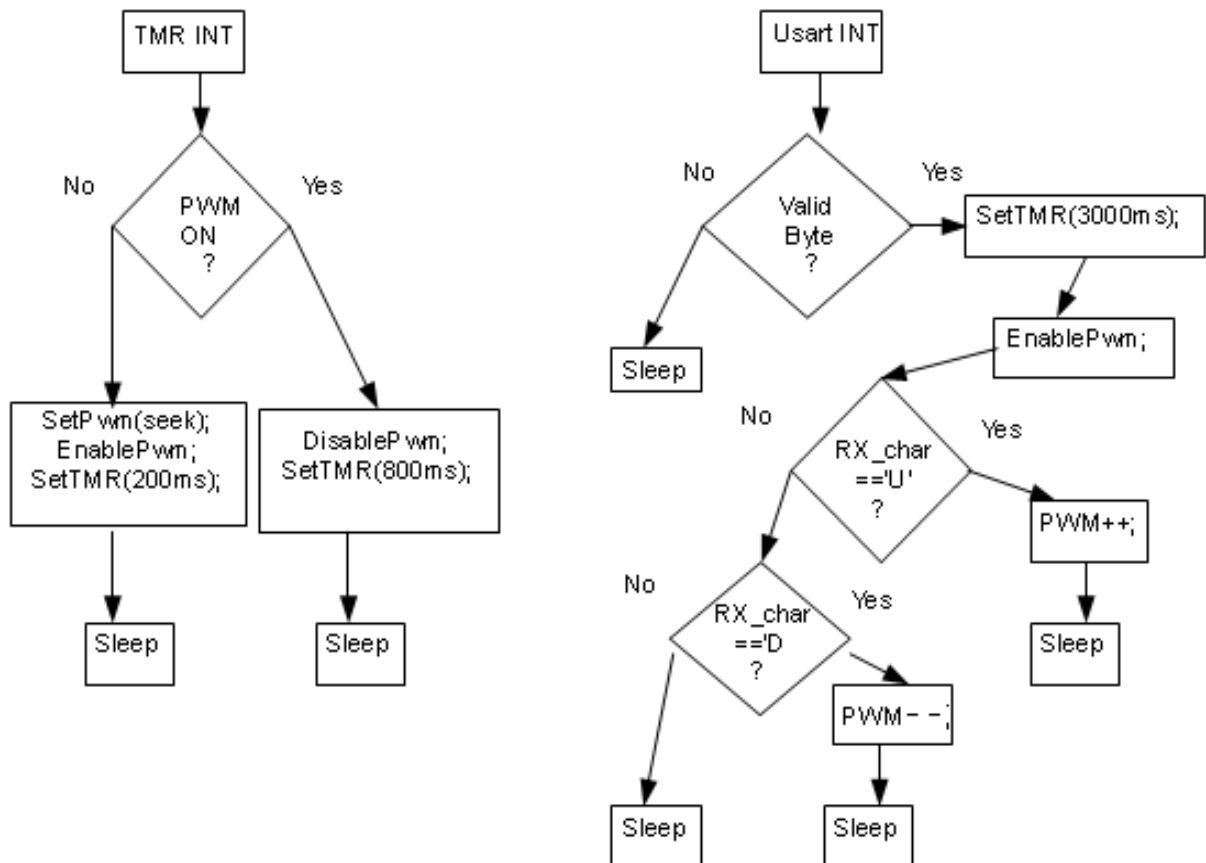 TMR INT
No
Yes
PWM
ON
?
SetPwm(seek);
EnablePwm;
SetTMR(200ms);
DisablePwm;
SetTMR(800ms);
Sleep
Sleep
Usart INT
No
Yes
Valid
Byte
?
SetTMR(3000ms);
Sleep
EnablePwm;
No
Yes
RX_char
=='U'
?
PWM++;
Sleep
No
Yes
RX_char
=='D
?
PWM--;
Sleep
Sleep